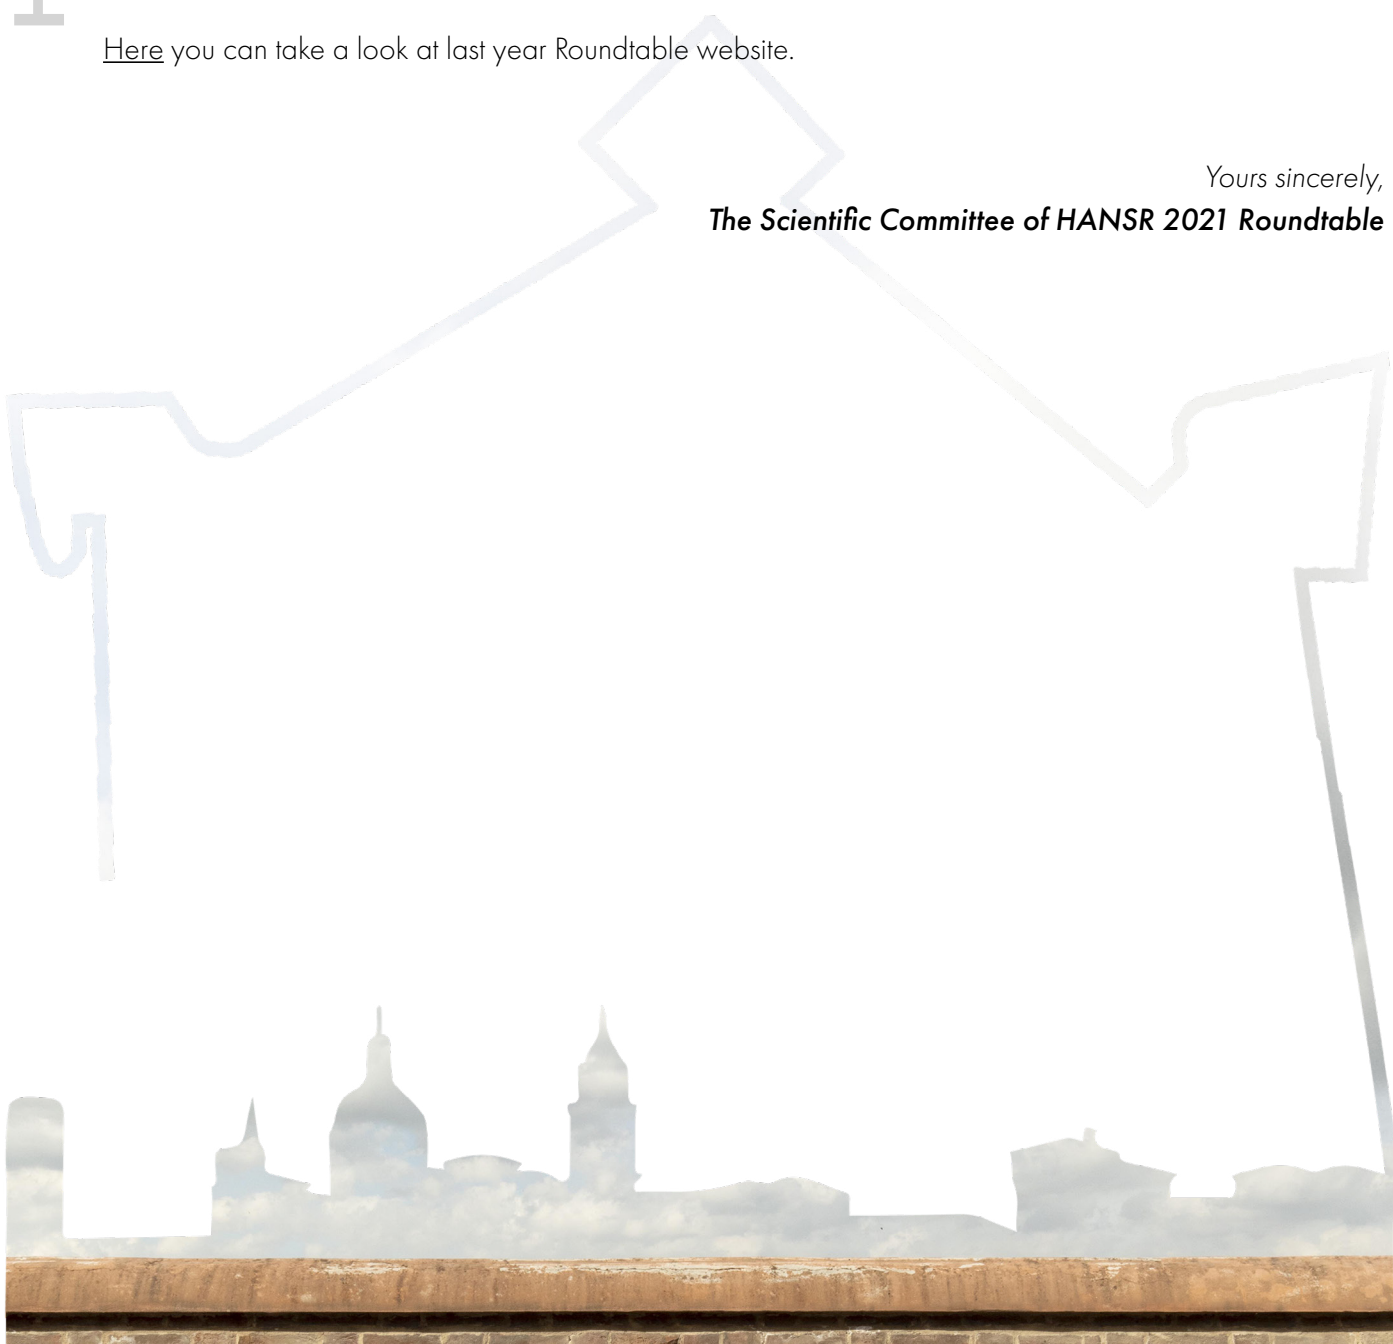 Here you can take a look at last year Roundtable website.
Yours sincerely,
The Scientific Committee of HANSR 2021 Roundtable